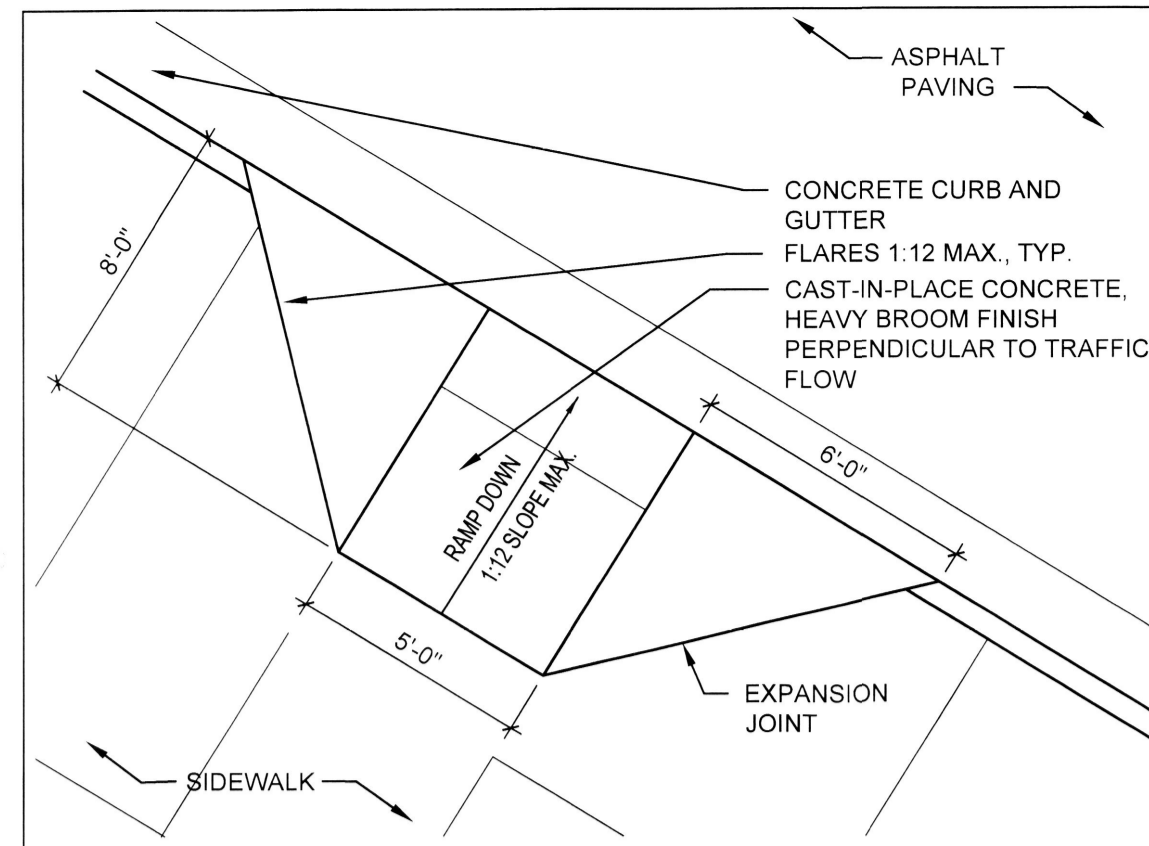 ASPHALT
PAVING
CONCRETE CURB AND
GUTTER
FLARES 1:12 MAX., TYP.
CAST-IN-PLACE CONCRETE,
HEAVY BROOM FINISH
PERPENDICULAR TO TRAFFIC
FLOW
8'-0"
6'-0"
RAMP DOWN
1:12 SLOPE MAX.
5'-0"
EXPANSION
JOINT
SIDEWALK